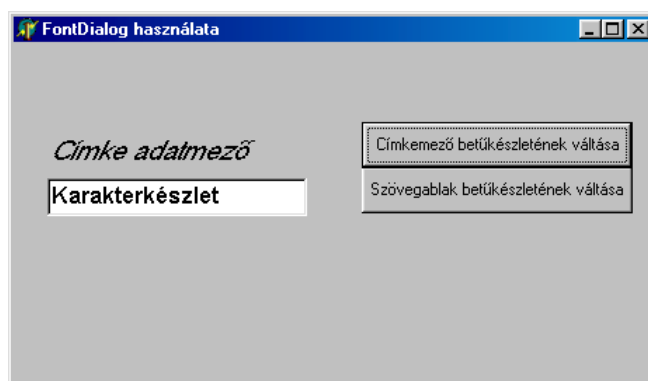 FontDialog használata
Címke adatmező
Karakterkészlet
Címkemező betűkészletének váltása
Szövegablak betűkészletének váltása